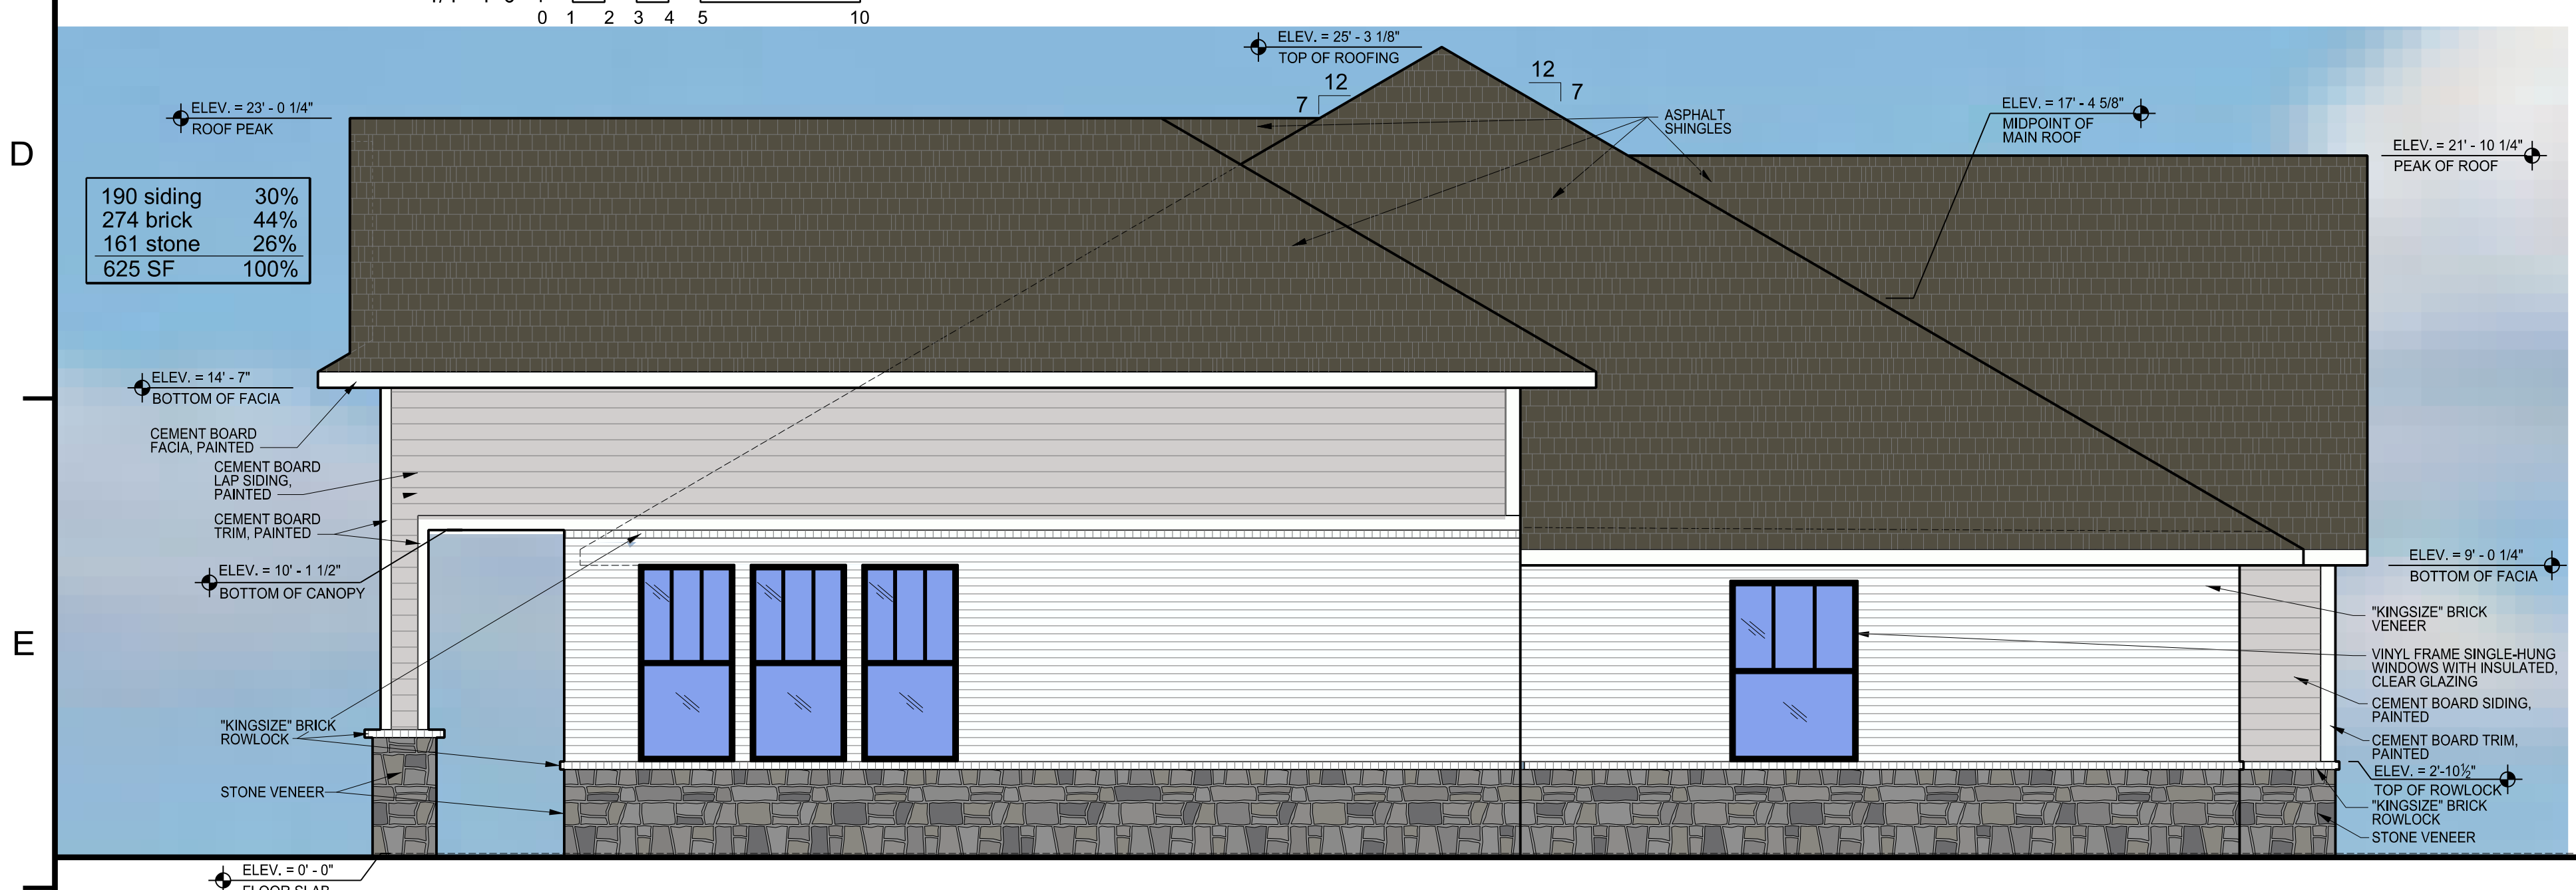 0 1 2 3 4 5 10
ELEV. = 25' - 3 1/8"
TOP OF ROOFING
12
7
12
7
ELEV. = 23' - 0 1/4"
ROOF PEAK
ASPHALT
SHINGLES
ELEV. = 17' - 4 5/8"
MIDPOINT OF
MAIN ROOF
ELEV. = 21' - 10 1/4"
PEAK OF ROOF
D
190 siding 30%
274 brick 44%
161 stone 26%
625 SF 100%
ELEV. = 14' - 7"
BOTTOM OF FACIA
CEMENT BOARD
FACIA, PAINTED
CEMENT BOARD
LAP SIDING,
PAINTED
CEMENT BOARD
TRIM, PAINTED
ELEV. = 10' - 1 1/2"
BOTTOM OF CANOPY
E
"KINGSIZE" BRICK
ROWLOCK
STONE VENEER
ELEV. = 0' - 0"
FLOOR SLAB
ELEV. = 9' - 0 1/4"
BOTTOM OF FACIA
"KINGSIZE" BRICK
VENEER
VINYL FRAME SINGLE-HUNG
WINDOWS WITH INSULATED,
CLEAR GLAZING
CEMENT BOARD SIDING,
PAINTED
CEMENT BOARD TRIM,
PAINTED
ELEV. = 2'-10½"
TOP OF ROWLOCK
"KINGSIZE" BRICK
ROWLOCK
STONE VENEER